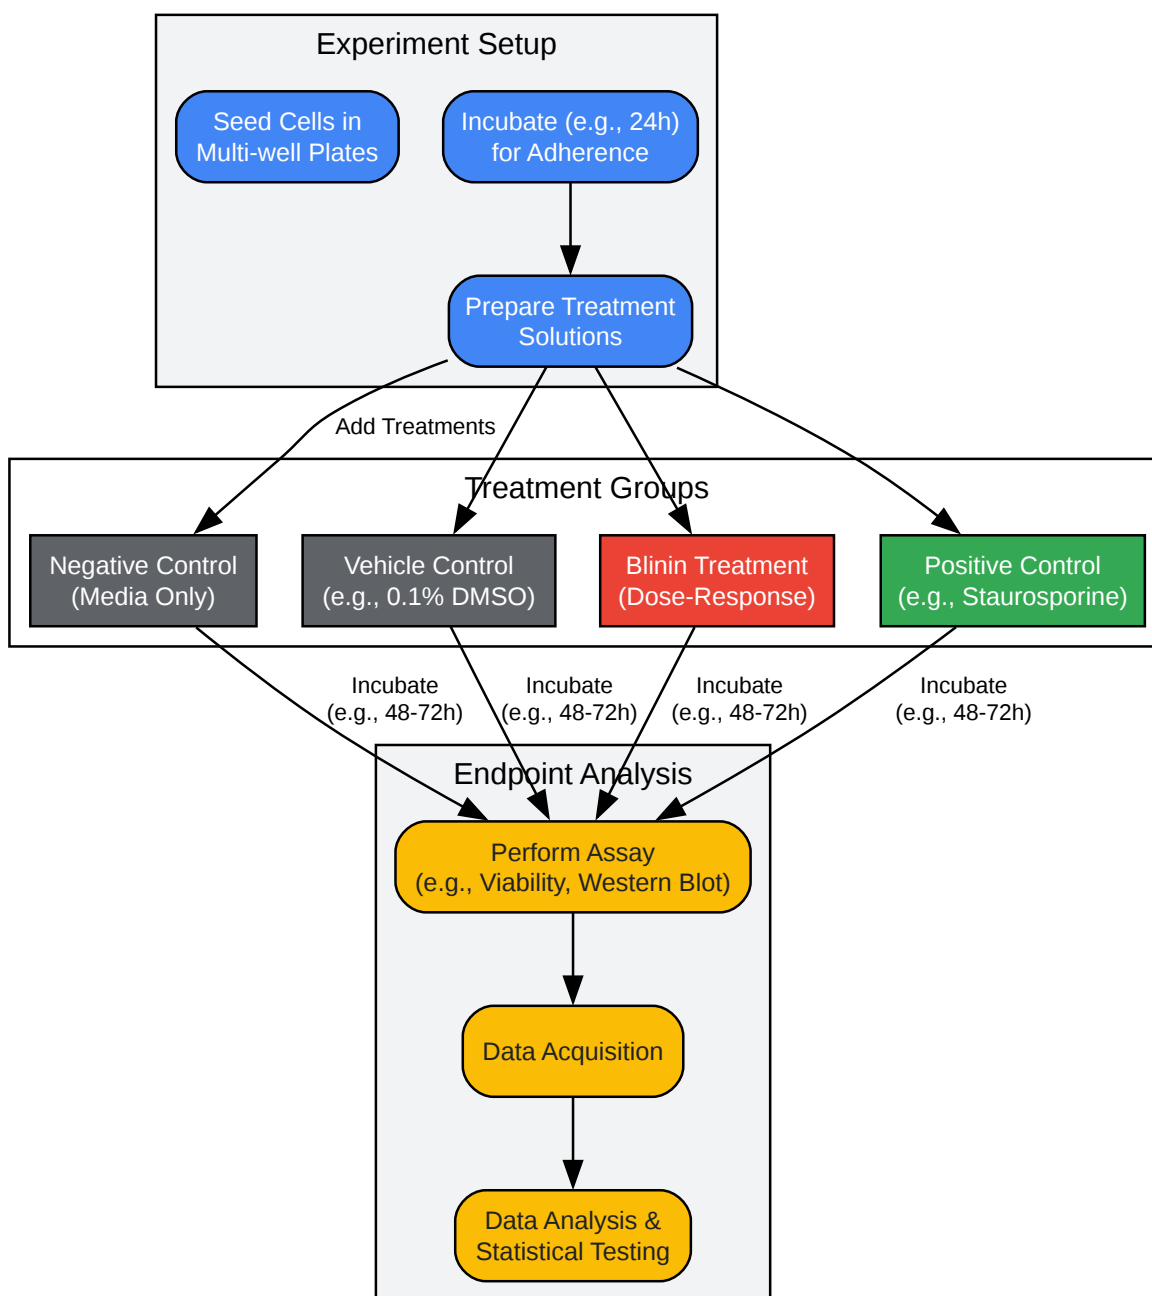 Experiment Setup
Seed Cells in
Multi-well Plates
Incubate (e.g., 24h)
for Adherence
Prepare Treatment
Solutions
Add Treatments
Treatment Groups
Negative Control
(Media Only)
Vehicle Control
(e.g., 0.1% DMSO)
Blinin Treatment
(Dose-Response)
Positive Control
(e.g., Staurosporine)
Incubate
(e.g., 48-72h)
Incubate
(e.g., 48-72h)
Incubate
(e.g., 48-72h)
Incubate
(e.g., 48-72h)
Endpoint Analysis
Perform Assay
(e.g., Viability, Western Blot)
Data Acquisition
Data Analysis &
Statistical Testing